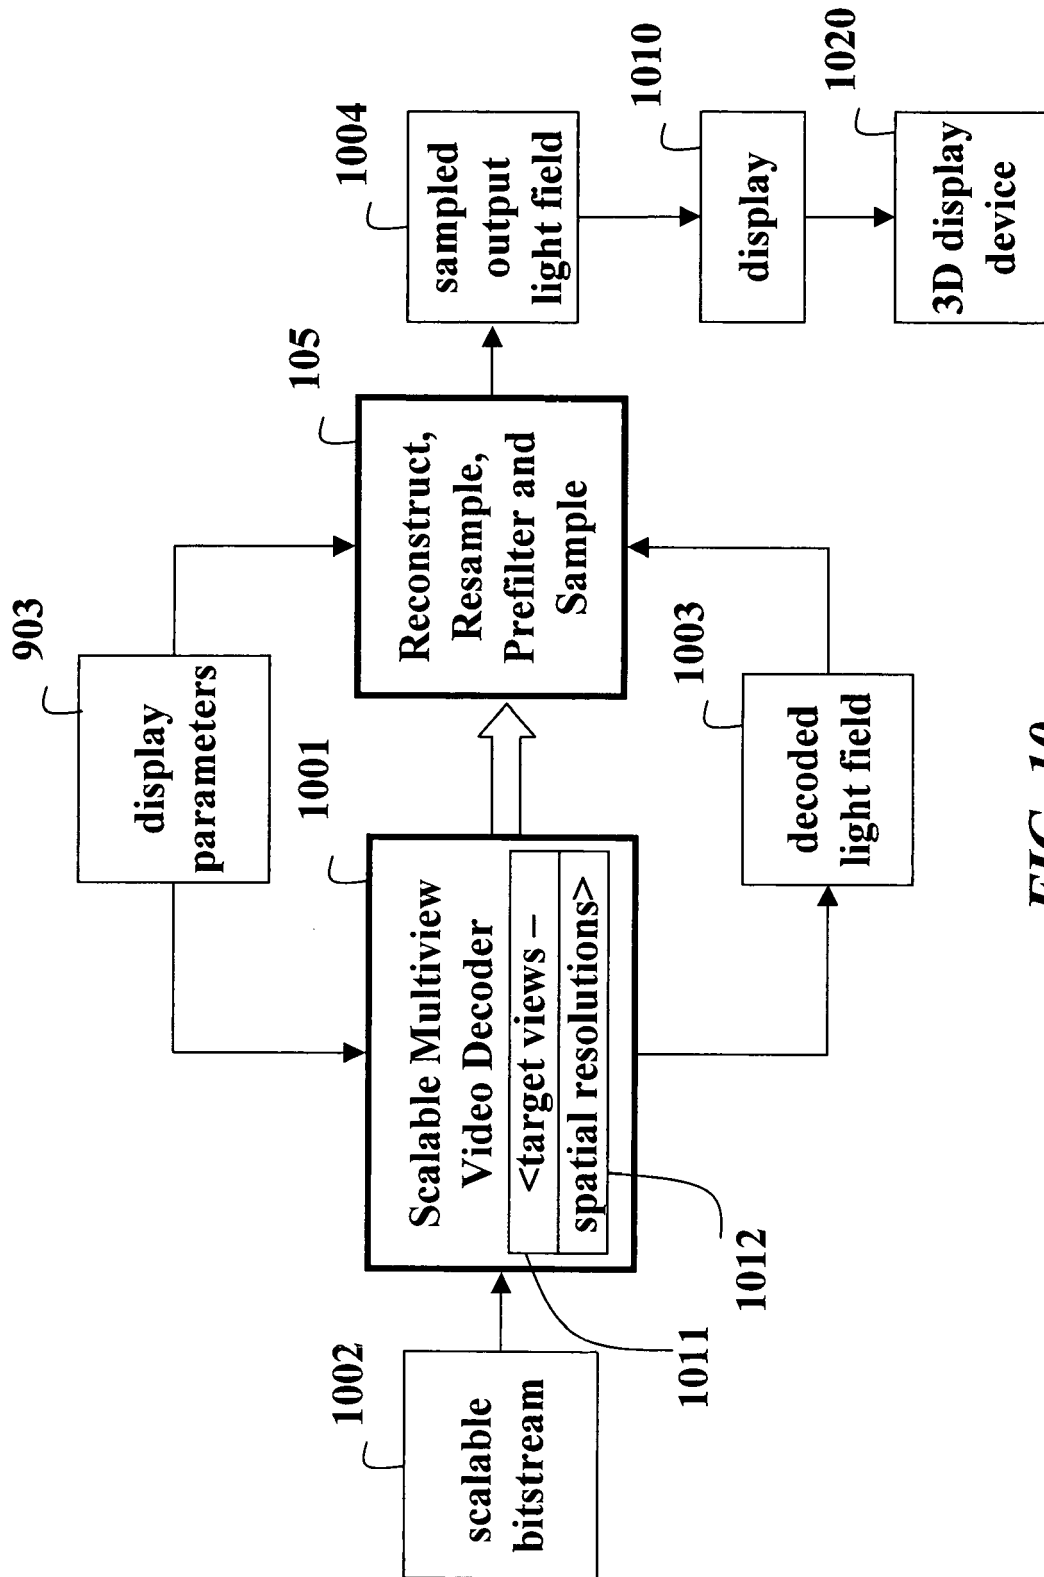 903
display
parameters
1002
scalable
bitstream
1001
Scalable Multiview
Video Decoder
<target views –
spatial resolutions>
1011
1012
105
Reconstruct,
Resample,
Prefilter and
Sample
1003
decoded
light field
1004
sampled
output
light field
1010
display
1020
3D display
device
FIG. 10